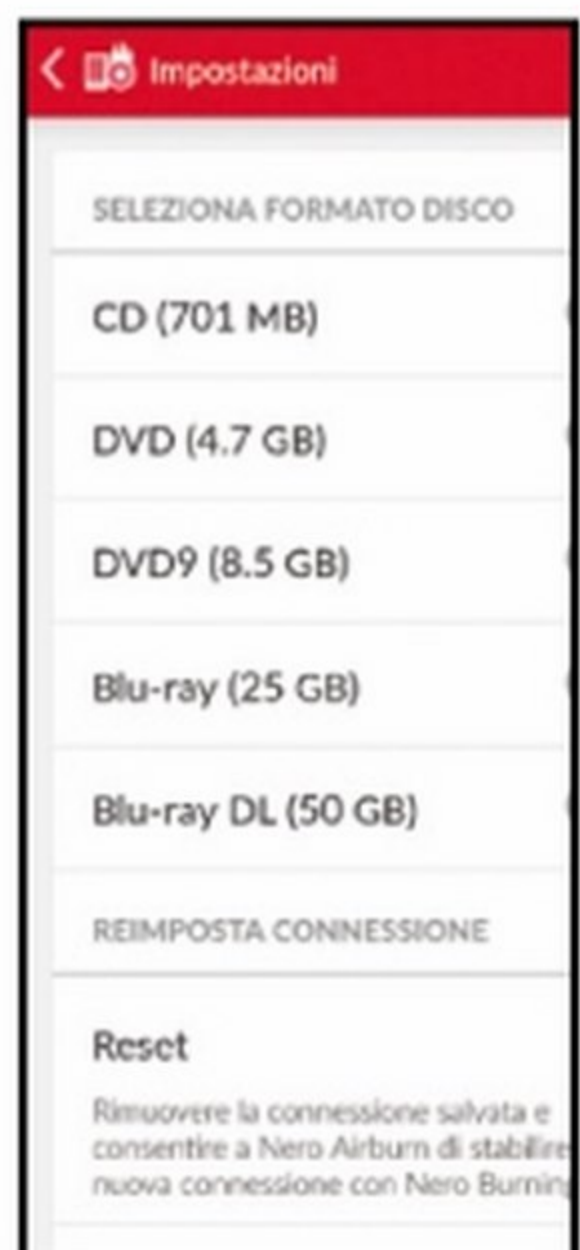 Impostazioni
SELEZIONA FORMATO DISCO
CD (701 MB)
DVD (4.7 GB)
DVD9 (8.5 GB)
Blu-ray (25 GB)
Blu-ray DL (50 GB)
REIMPOSTA CONNESSIONE
Reset
Rimuovere la connessione salvata e
consentire a Nero Airburn di stabilire
nuova connessione con Nero Burning